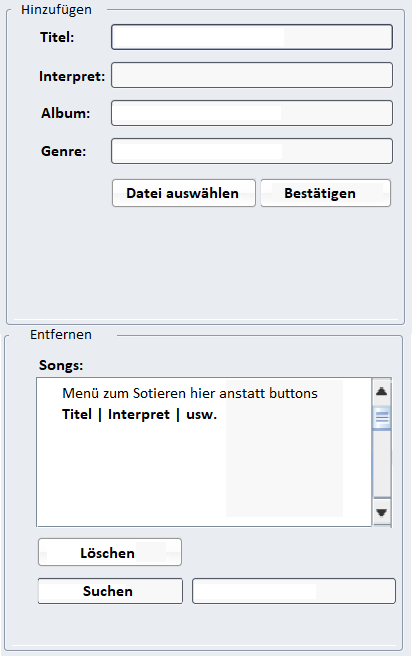 Hinzufügen
Titel:
Interpret:
Album:
Genre:
Datei auswählen Bestätigen
Entfernen
Songs:
Menü zum Sotieren hier anstatt buttons
Titel | Interpret | usw.
Löschen
Suchen